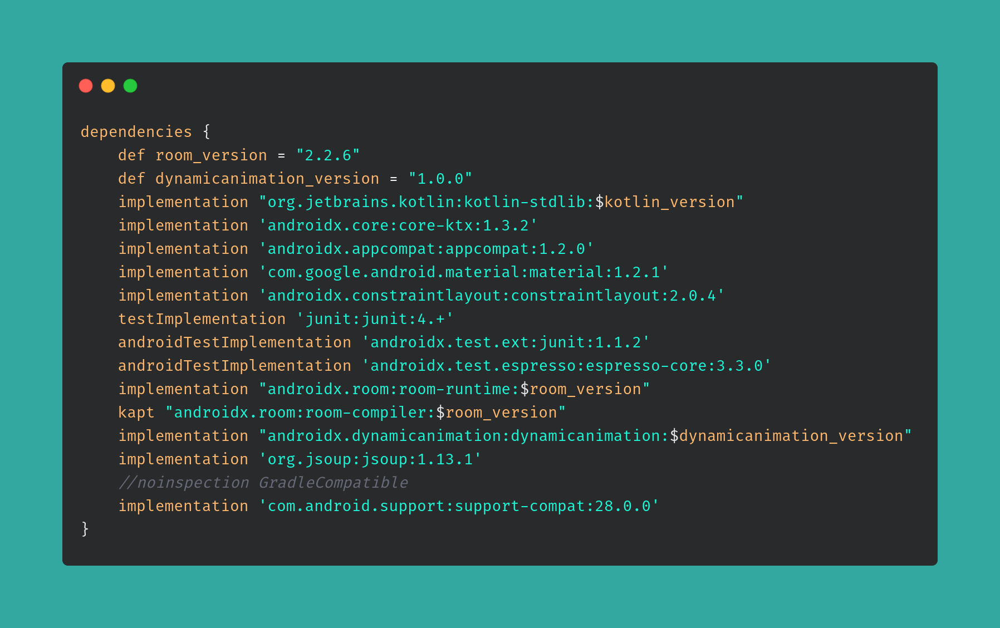 dependencies {
    def room_version = "2.2.6"
    def dynamicanimation_version = "1.0.0"
    implementation "org.jetbrains.kotlin:kotlin-stdlib:$kotlin_version"
    implementation 'androidx.core:core-ktx:1.3.2'
    implementation 'androidx.appcompat:appcompat:1.2.0'
    implementation 'com.google.android.material:material:1.2.1'
    implementation 'androidx.constraintlayout:constraintlayout:2.0.4'
    testImplementation 'junit:junit:4.+'
    androidTestImplementation 'androidx.test.ext:junit:1.1.2'
    androidTestImplementation 'androidx.test.espresso:espresso-core:3.3.0'
    implementation "androidx.room:room-runtime:$room_version"
    kapt "androidx.room:room-compiler:$room_version"
    implementation "androidx.dynamicanimation:dynamicanimation:$dynamicanimation_version"
    implementation 'org.jsoup:jsoup:1.13.1'
    //noinspection GradleCompatible
    implementation 'com.android.support:support-compat:28.0.0'
}